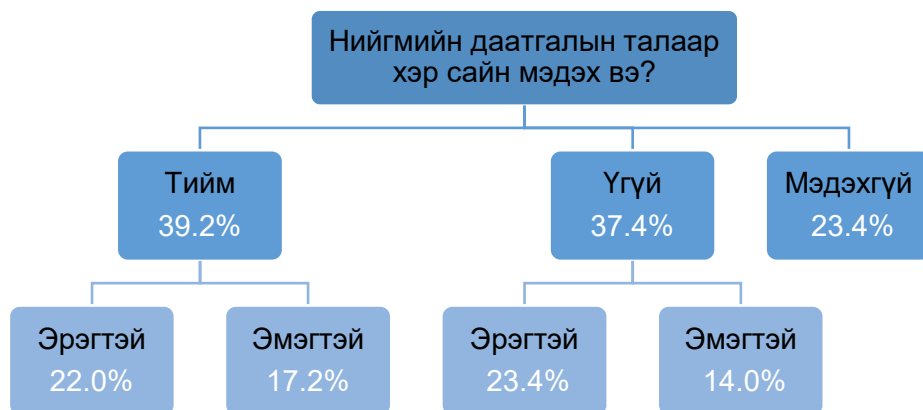 Нийгмийн даатгалын талаар
хэр сайн мэдэх вэ?
Тийм
39.2%
Үгүй
37.4%
Мэдэхгүй
23.4%
Эрэгтэй
22.0%
Эмэгтэй
17.2%
Эрэгтэй
23.4%
Эмэгтэй
14.0%